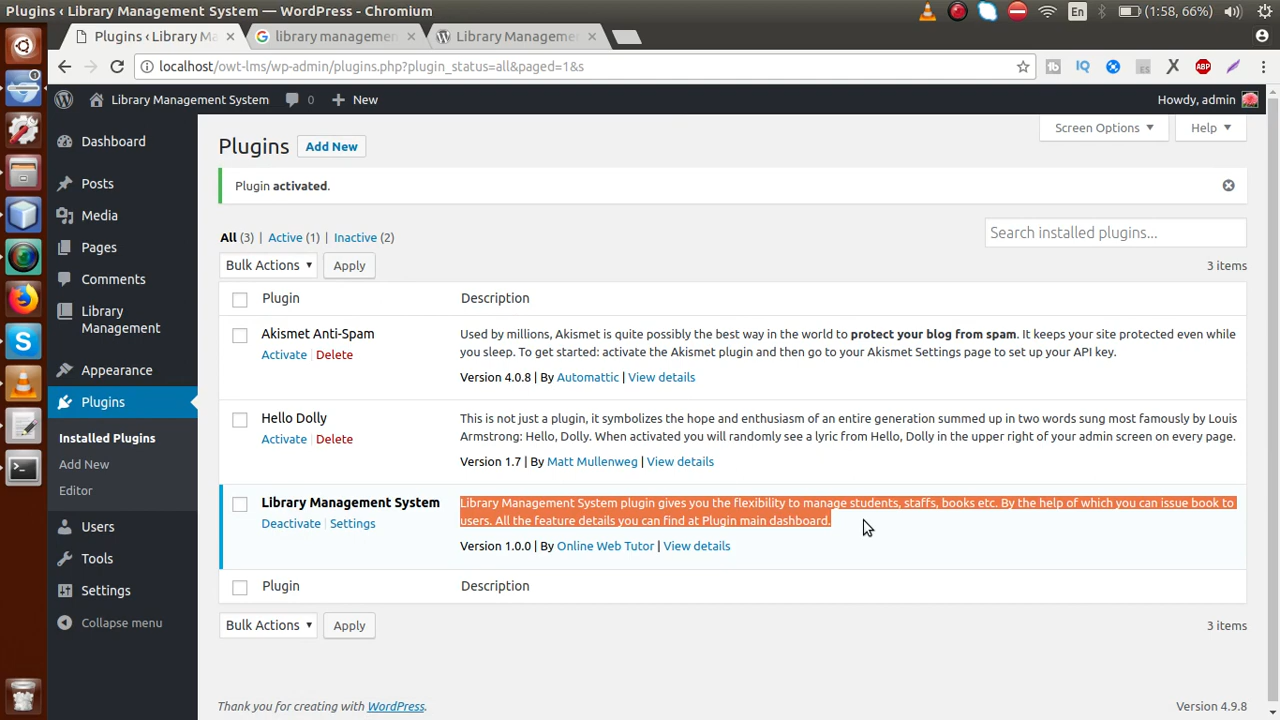 Plugins ‹ Library Management System — WordPress - Chromium
En (1:58, 66%)
Plugins ‹ Library Ma × library managemen × Library Manageme ×
localhost/owt-lms/wp-admin/plugins.php?plugin_status=all&paged=1&s
Library Management System 0 + New Howdy, admin
Screen Options Help
Dashboard
Posts
Media
Pages
Comments
Library
Management
Appearance
Plugins
Installed Plugins
Add New
Editor
Users
Tools
Settings
Collapse menu
Plugins Add New
Plugin activated.
All (3) | Active (1) | Inactive (2)
Search installed plugins...
Bulk Actions Apply 3 items
Plugin Description
Akismet Anti-Spam
Activate | Delete
Used by millions, Akismet is quite possibly the best way in the world to protect your blog from spam. It keeps your site protected even while
you sleep. To get started: activate the Akismet plugin and then go to your Akismet Settings page to set up your API key.
Version 4.0.8 | By Automattic | View details
Hello Dolly
Activate | Delete
This is not just a plugin, it symbolizes the hope and enthusiasm of an entire generation summed up in two words sung most famously by Louis
Armstrong: Hello, Dolly. When activated you will randomly see a lyric from Hello, Dolly in the upper right of your admin screen on every page.
Version 1.7 | By Matt Mullenweg | View details
Library Management System
Deactivate | Settings
Library Management System plugin gives you the flexibility to manage students, staffs, books etc. By the help of which you can issue book to
users. All the feature details you can find at Plugin main dashboard.
Version 1.0.0 | By Online Web Tutor | View details
Plugin Description
Bulk Actions Apply 3 items
Thank you for creating with WordPress. Version 4.9.8